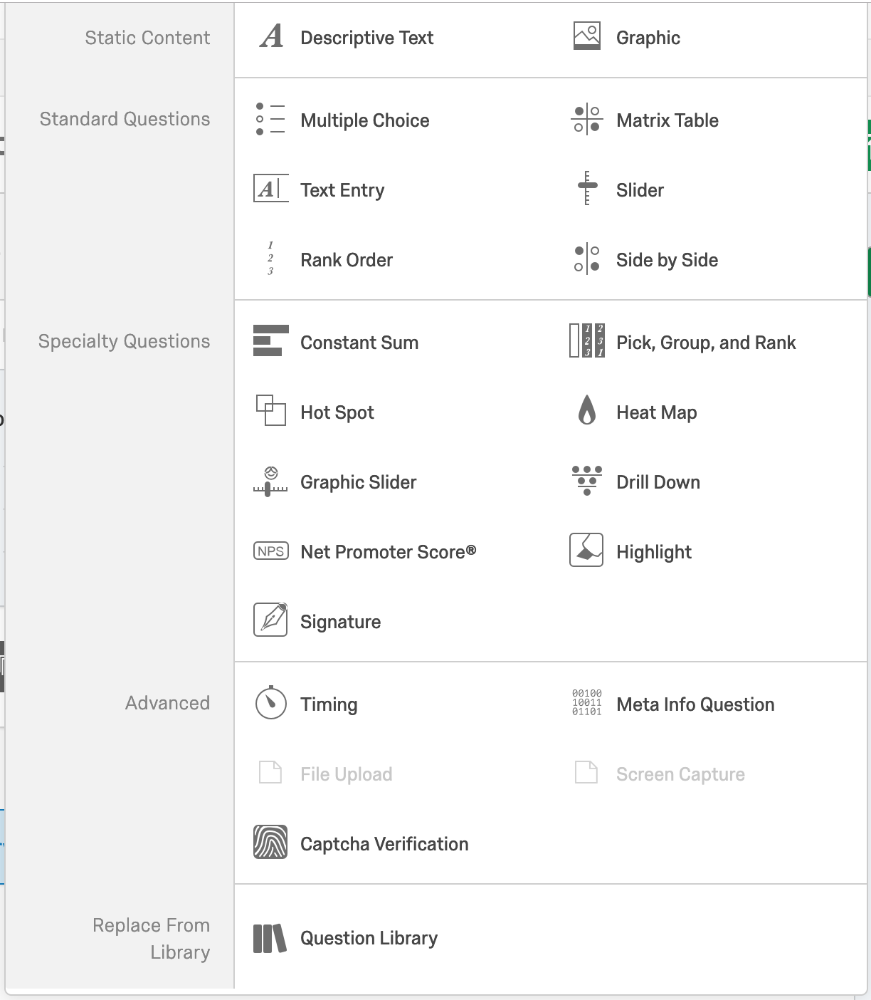 Static Content
Descriptive Text
Graphic
Standard Questions
Multiple Choice
Matrix Table
Text Entry
Slider
Rank Order
Side by Side
Specialty Questions
Constant Sum
Pick, Group, and Rank
Hot Spot
Heat Map
Graphic Slider
Drill Down
NPS
Net Promoter Score®
Highlight
Signature
Advanced
Timing
00100
10011
01101
Meta Info Question
File Upload
Screen Capture
Captcha Verification
Replace From
Library
Question Library